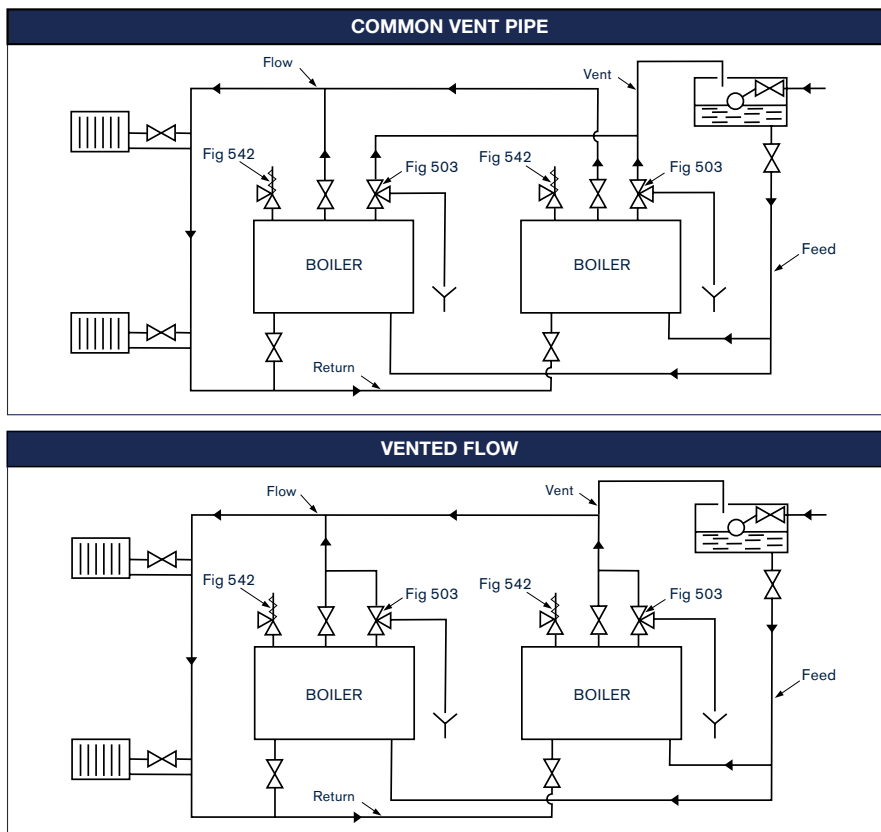 COMMON VENT PIPE
Flow
Vent
Fig 542
Fig 503
Fig 542
Fig 503
BOILER
BOILER
Feed
Return
VENTED FLOW
Flow
Vent
Fig 542
Fig 503
Fig 542
Fig 503
BOILER
BOILER
Feed
Return